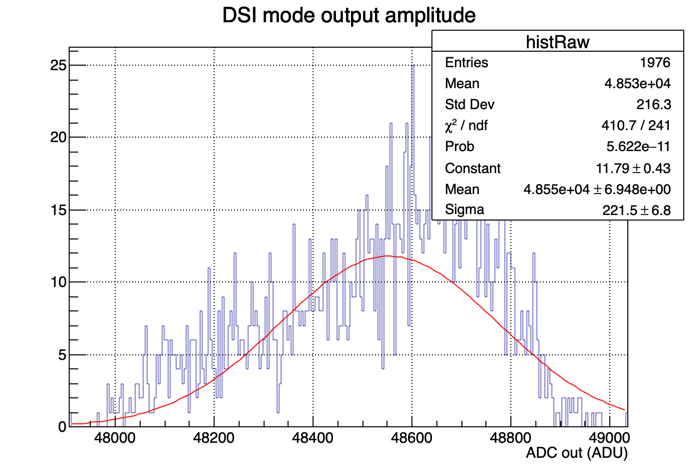 DSI mode output amplitude
histRaw
Entries 1976
Mean 4.853e+04
Std Dev 216.3
χ² / ndf 410.7 / 241
Prob 5.622e−11
Constant 11.79 ± 0.43
Mean 4.855e+04 ± 6.948e+00
Sigma 221.5 ± 6.8
25
20
15
10
5
0
48000 48200 48400 48600 48800 49000
ADC out (ADU)